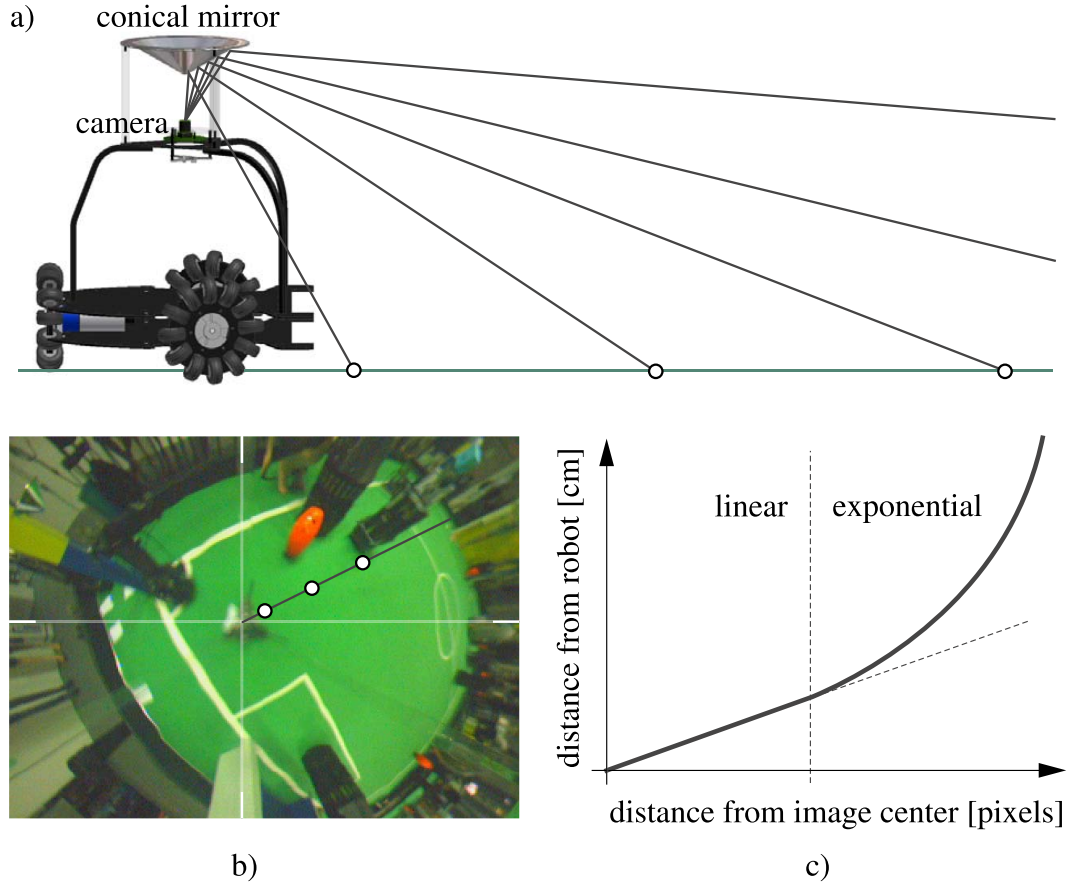 a)
conical mirror
camera
b)
distance from robot [cm]
linear
exponential
distance from image center [pixels]
c)